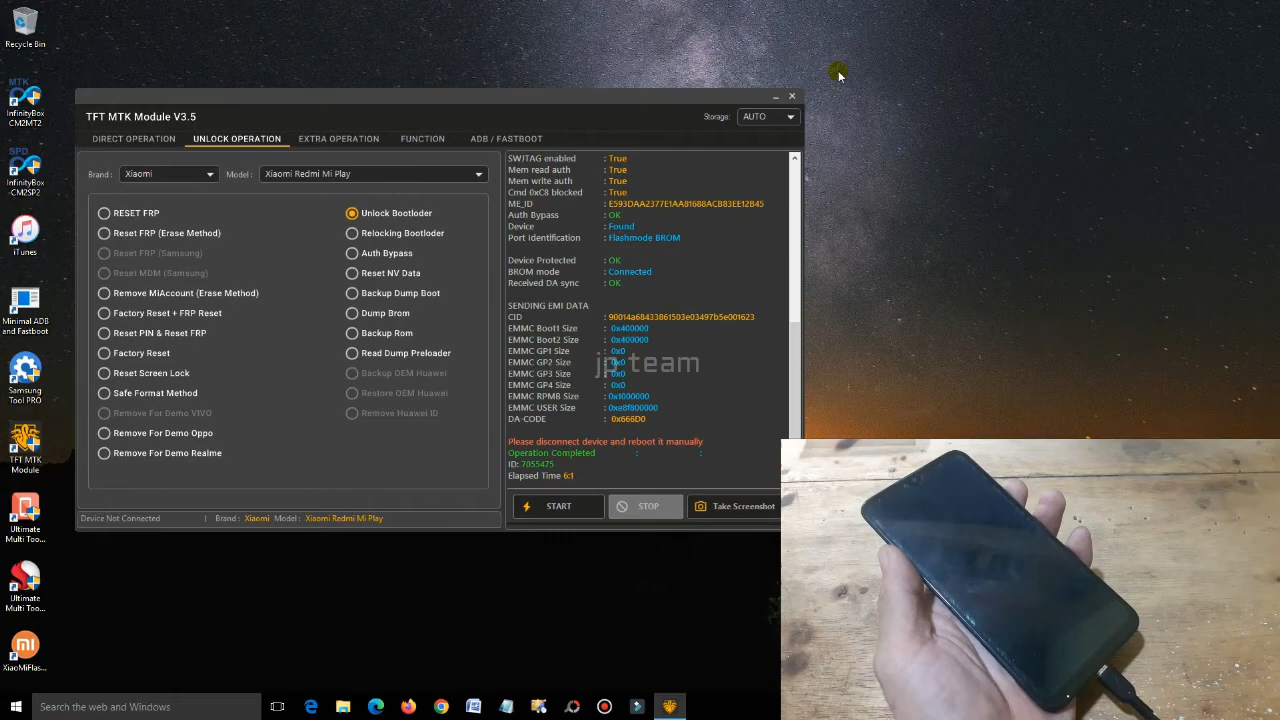 Recycle Bin
MTK
InfinityBox
CM2MT2
SPD
InfinityBox
-CM2SP2
iTunes
Minimal ADB
and Fastboot
Samsung
Tool PRO
TFT MTK
Module
Ultimate
Multi Too...
Ultimate
Multi Too...
XiaoMiFlas...
TFT MTK Module V3.5
Storage: AUTO
DIRECT OPERATION UNLOCK OPERATION EXTRA OPERATION FUNCTION ADB / FASTBOOT
Brand : Xiaomi Model : Xiaomi Redmi Mi Play
RESET FRP
Reset FRP (Erase Method)
Reset FRP (Samsung)
Reset MDM (Samsung)
Remove MiAccount (Erase Method)
Factory Reset + FRP Reset
Reset PIN & Reset FRP
Factory Reset
Reset Screen Lock
Safe Format Method
Remove For Demo VIVO
Remove For Demo Oppo
Remove For Demo Realme
Unlock Bootloader
Relocking Bootloader
Auth Bypass
Reset NV Data
Backup Dump Boot
Dump Brom
Backup Rom
Read Dump Preloader
Backup OEM Huawei
Restore OEM Huawei
Remove Huawei ID
SWJTAG enabled : True
Mem read auth : True
Mem write auth : True
Cmd 0xC8 blocked : True
ME_ID : E593DAA2377E1AA81688ACB83EE12B45
Auth Bypass : OK
Device : Found
Port Identification : Flashmode BROM
Device Protected : OK
BROM mode : Connected
Received DA sync : OK
SENDING EMI DATA
CID : 90014a68433861503e03497b5e001623
EMMC Boot1 Size : 0x400000
EMMC Boot2 Size : 0x400000
EMMC GP1 Size : 0x0
EMMC GP2 Size : 0x0
EMMC GP3 Size : 0x0
EMMC GP4 Size : 0x0
EMMC RPMB Size : 0x1000000
EMMC USER Size : 0xe8f800000
DA-CODE : 0x666D0
jp team
Please disconnect device and reboot it manually
Operation Completed : :
ID: 7055475
Elapsed Time 6:1
START STOP Take Screenshot
Device Not Connected | Brand : Xiaomi Model : Xiaomi Redmi Mi Play
Search the web and Windows